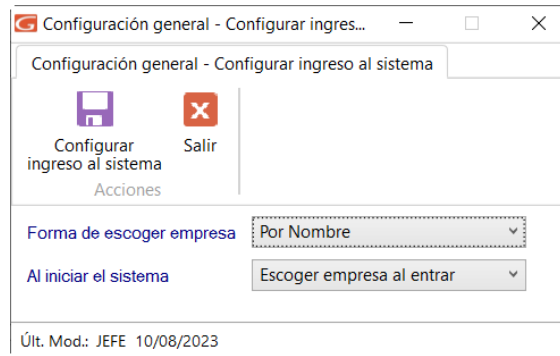 G Configuración general - Configurar ingres...
Configuración general - Configurar ingreso al sistema
Configurar
ingreso al sistema
Salir
Acciones
Forma de escoger empresa Por Nombre
Al iniciar el sistema Escoger empresa al entrar
Últ. Mod.: JEFE 10/08/2023